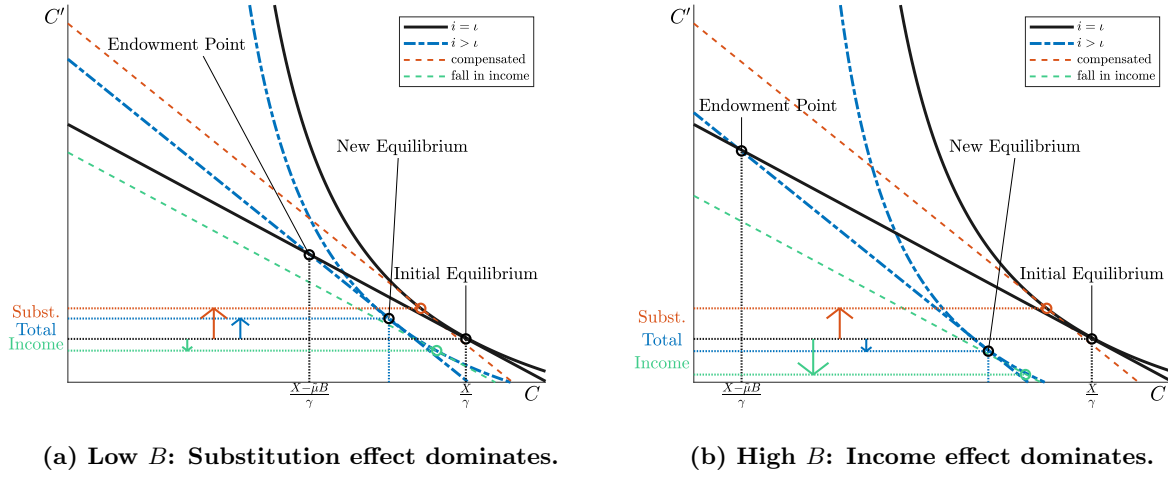 C′
i = ι
i > ι
compensated
fall in income
Endowment Point
New Equilibrium
Initial Equilibrium
Subst.
Total
Income
X−μB
γ
X
γ
C
(a) Low B: Substitution effect dominates.
C′
i = ι
i > ι
compensated
fall in income
Endowment Point
New Equilibrium
Initial Equilibrium
Subst.
Total
Income
X−μB
γ
X
γ
C
(b) High B: Income effect dominates.